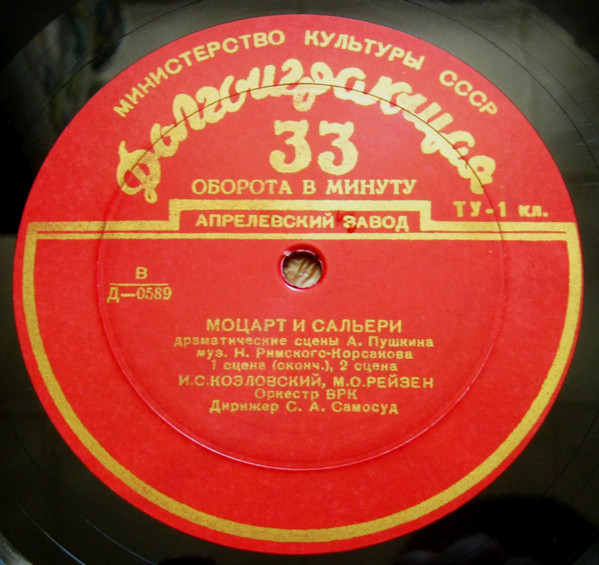 МИНИСТЕРСТВО КУЛЬТУРЫ СССР
Долгоиграющая
33
ОБОРОТА В МИНУТУ
ТУ-1 кл.
АПРЕЛЕВСКИЙ ЗАВОД
В
Д—0589
МОЦАРТ И САЛЬЕРИ
драматические сцены А. Пушкина
муз. Н. Римского-Корсакова
1 сцена (оконч.), 2 сцена
И.С.КОЗЛОВСКИЙ, М.О.РЕЙЗЕН
Оркестр ВРК
Дирижер С. А. Самосуд